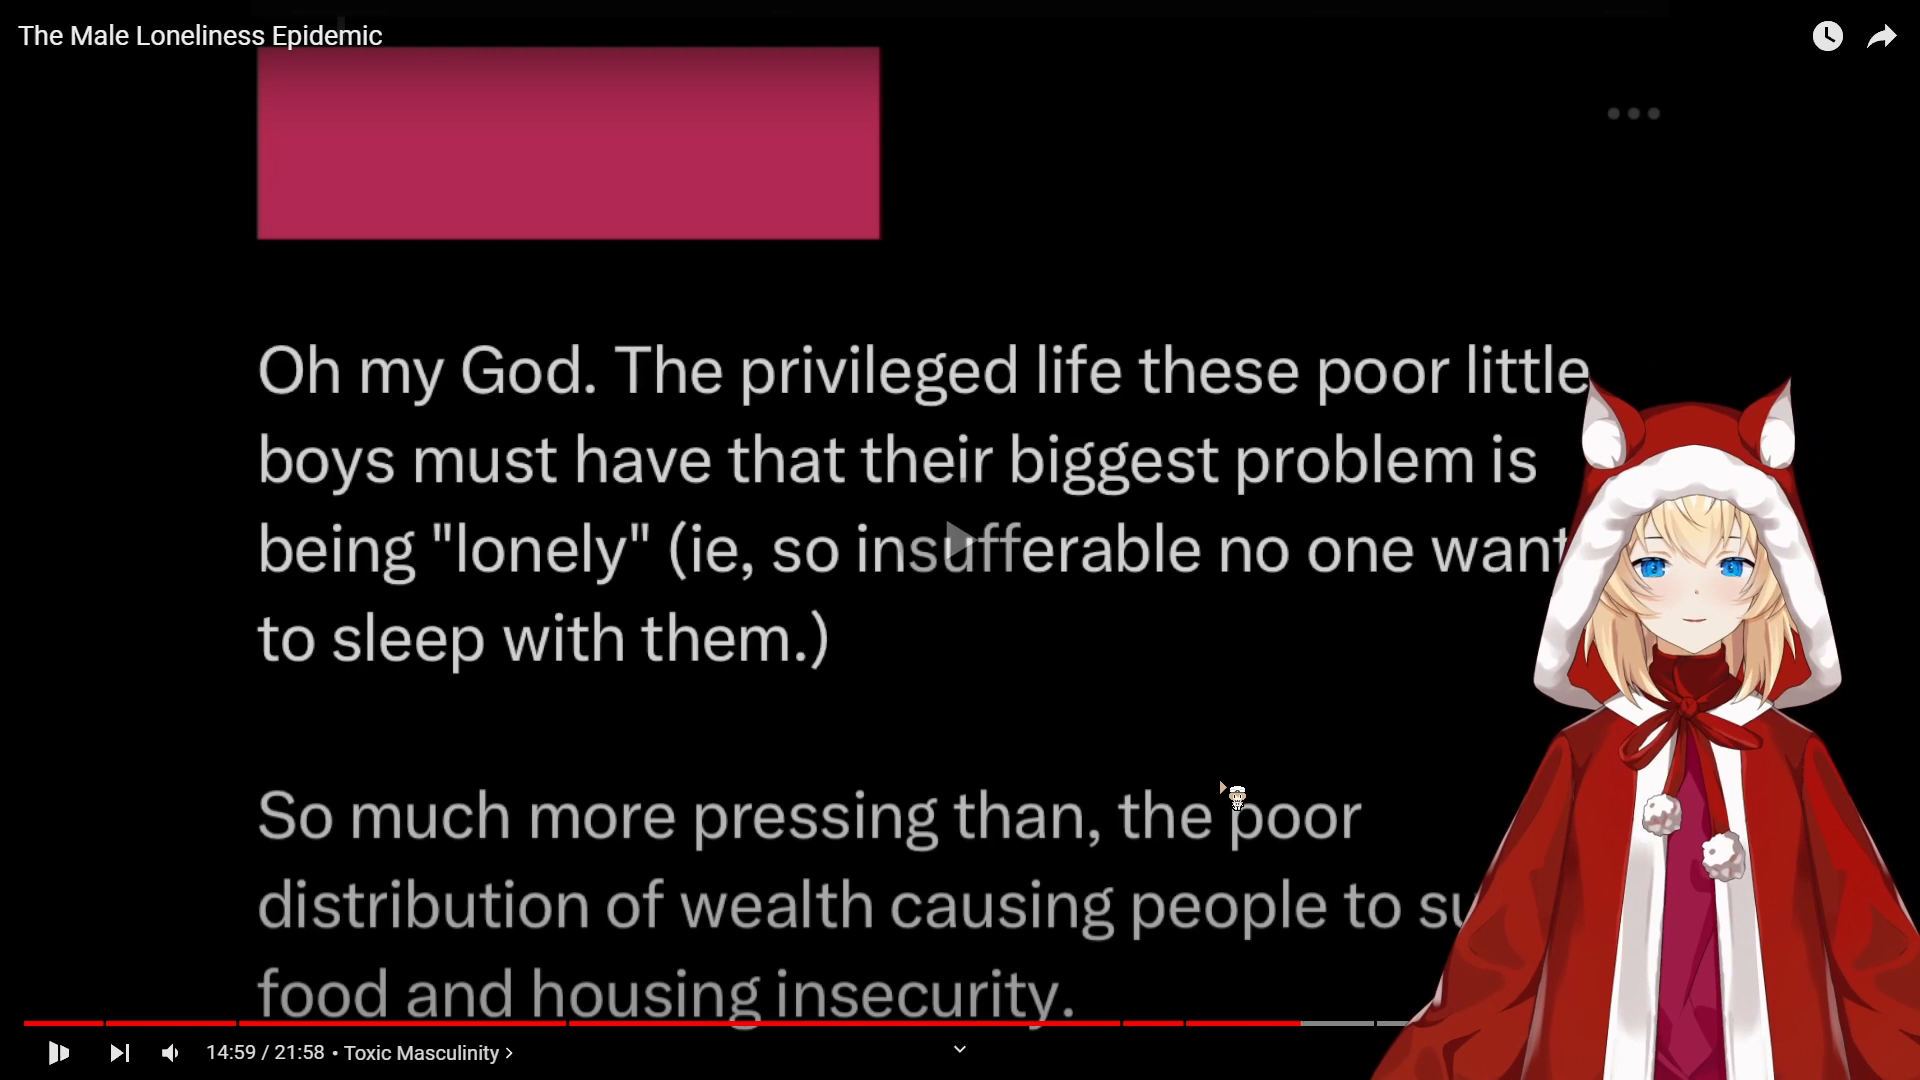 The Male Loneliness Epidemic
Oh my God. The privileged life these poor little
boys must have that their biggest problem is
being "lonely" (ie, so insufferable no one want
to sleep with them.)
So much more pressing than, the poor
distribution of wealth causing people to su
food and housing insecurity.
14:59 / 21:58 • Toxic Masculinity